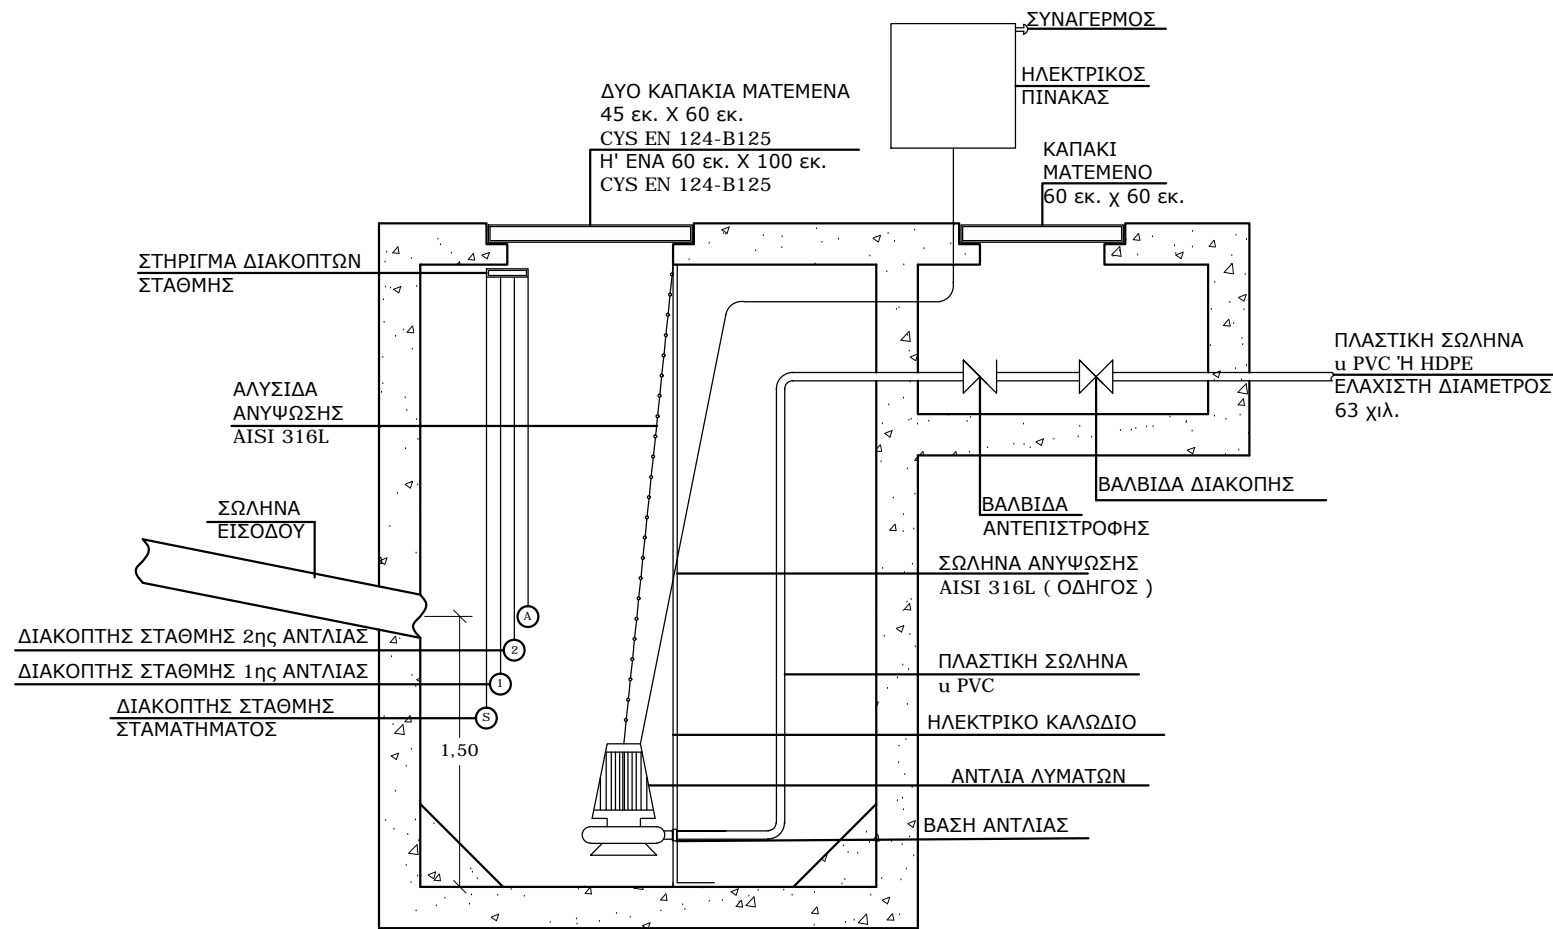 ΣΥΝΑΓΕΡΜΟΣ
ΗΛΕΚΤΡΙΚΟΣ
ΠΙΝΑΚΑΣ
ΔΥΟ ΚΑΠΑΚΙΑ ΜΑΤΕΜΕΝΑ
45 εκ. Χ 60 εκ.
CYS EN 124-B125
Η' ΕΝΑ 60 εκ. Χ 100 εκ.
CYS EN 124-B125
ΚΑΠΑΚΙ
ΜΑΤΕΜΕΝΟ
60 εκ. χ 60 εκ.
ΣΤΗΡΙΓΜΑ ΔΙΑΚΟΠΤΩΝ
ΣΤΑΘΜΗΣ
ΠΛΑΣΤΙΚΗ ΣΩΛΗΝΑ
u PVC Ή HDPE
ΕΛΑΧΙΣΤΗ ΔΙΑΜΕΤΡΟΣ
63 χιλ.
ΑΛΥΣΙΔΑ
ΑΝΥΨΩΣΗΣ
AISI 316L
ΒΑΛΒΙΔΑ ΔΙΑΚΟΠΗΣ
ΒΑΛΒΙΔΑ
ΑΝΤΕΠΙΣΤΡΟΦΗΣ
ΣΩΛΗΝΑ
ΕΙΣΟΔΟΥ
ΣΩΛΗΝΑ ΑΝΥΨΩΣΗΣ
AISI 316L ( ΟΔΗΓΟΣ )
A
ΔΙΑΚΟΠΤΗΣ ΣΤΑΘΜΗΣ 2ης ΑΝΤΛΙΑΣ
2
ΔΙΑΚΟΠΤΗΣ ΣΤΑΘΜΗΣ 1ης ΑΝΤΛΙΑΣ
1
ΠΛΑΣΤΙΚΗ ΣΩΛΗΝΑ
u PVC
ΔΙΑΚΟΠΤΗΣ ΣΤΑΘΜΗΣ
ΣΤΑΜΑΤΗΜΑΤΟΣ
S
1,50
ΗΛΕΚΤΡΙΚΟ ΚΑΛΩΔΙΟ
ΑΝΤΛΙΑ ΛΥΜΑΤΩΝ
ΒΑΣΗ ΑΝΤΛΙΑΣ